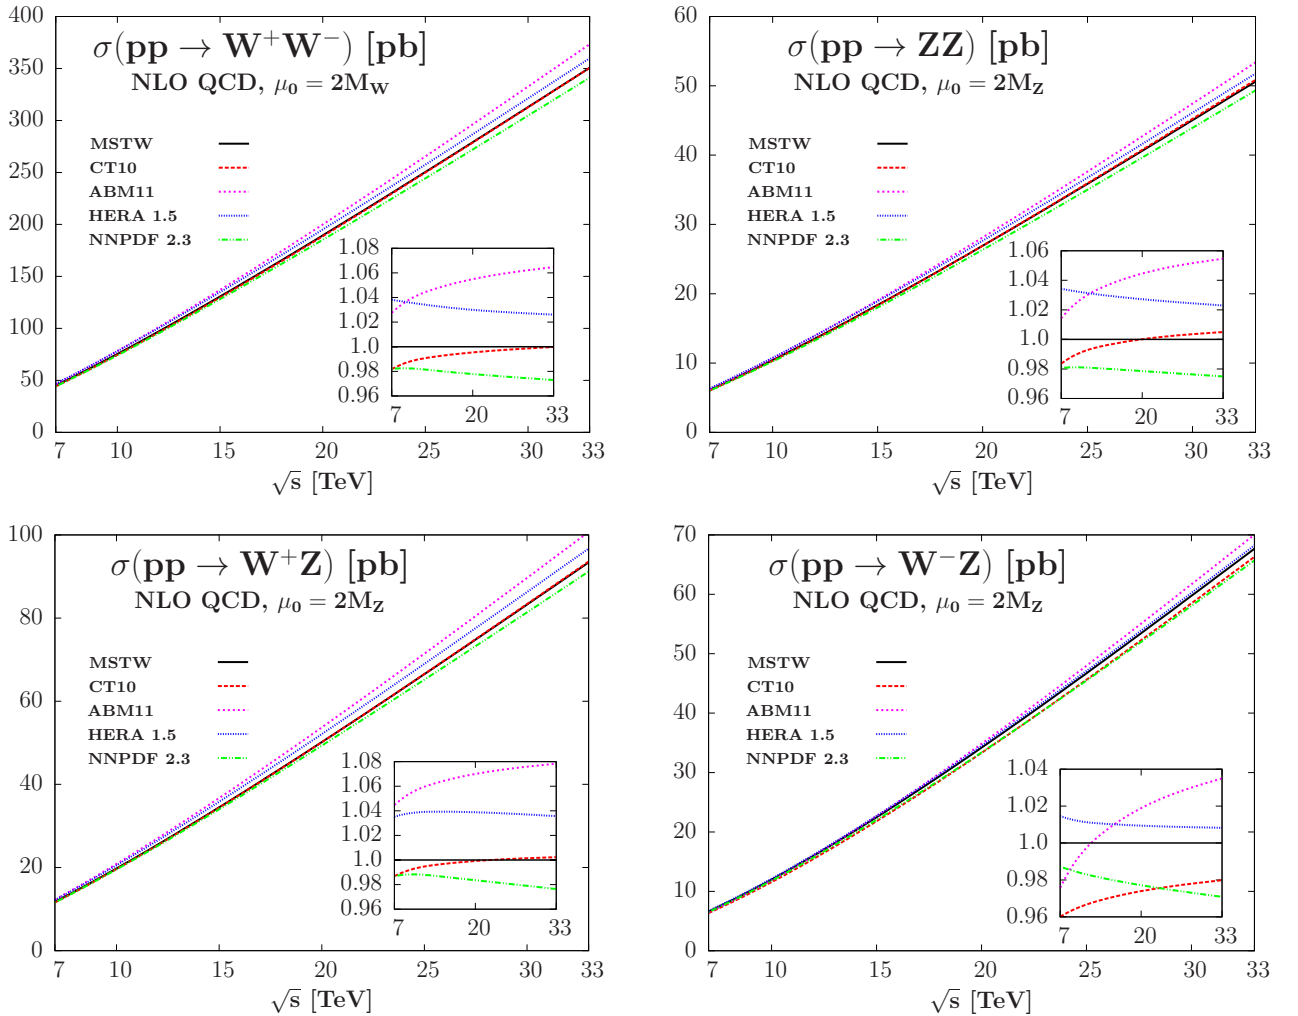 σ(pp → W⁺W⁻) [pb]
NLO QCD, μ₀ = 2M_W
MSTW
CT10
ABM11
HERA 1.5
NNPDF 2.3
400
350
300
250
200
150
100
50
0
7 10 15 20 25 30 33
√s [TeV]
1.08
1.06
1.04
1.02
1.0
0.98
0.96
7 20 33
σ(pp → ZZ) [pb]
NLO QCD, μ₀ = 2M_Z
MSTW
CT10
ABM11
HERA 1.5
NNPDF 2.3
60
50
40
30
20
10
0
7 10 15 20 25 30 33
√s [TeV]
1.06
1.04
1.02
1.0
0.98
0.96
7 20 33
σ(pp → W⁺Z) [pb]
NLO QCD, μ₀ = 2M_Z
MSTW
CT10
ABM11
HERA 1.5
NNPDF 2.3
100
80
60
40
20
0
7 10 15 20 25 30 33
√s [TeV]
1.08
1.06
1.04
1.02
1.0
0.98
0.96
7 20 33
σ(pp → W⁻Z) [pb]
NLO QCD, μ₀ = 2M_Z
MSTW
CT10
ABM11
HERA 1.5
NNPDF 2.3
70
60
50
40
30
20
10
0
7 10 15 20 25 30 33
√s [TeV]
1.04
1.02
1.0
0.98
0.96
7 20 33